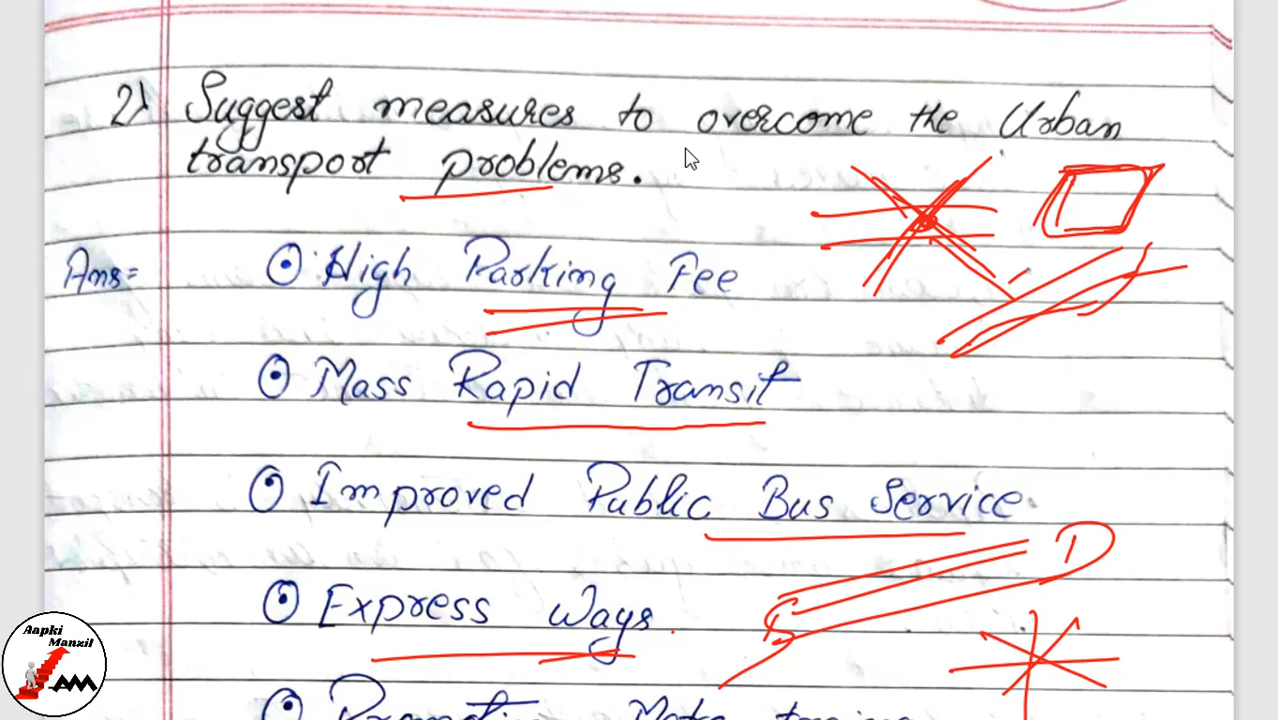 2) Suggest measures to overcome the Urban
transport problems.
Ans= ⊙ High Parking Fee
⊙ Mass Rapid Transit
⊙ Improved Public Bus Service.
⊙ Express Ways.
S D
Aapki
Manzil
AM